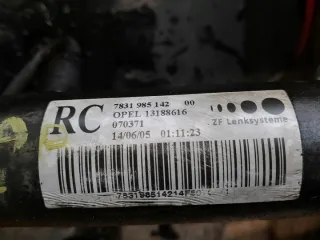 RC
7831 985 142 00
OPEL 13188616
070371
14/06/05 01:11:23
ZF Lenksysteme